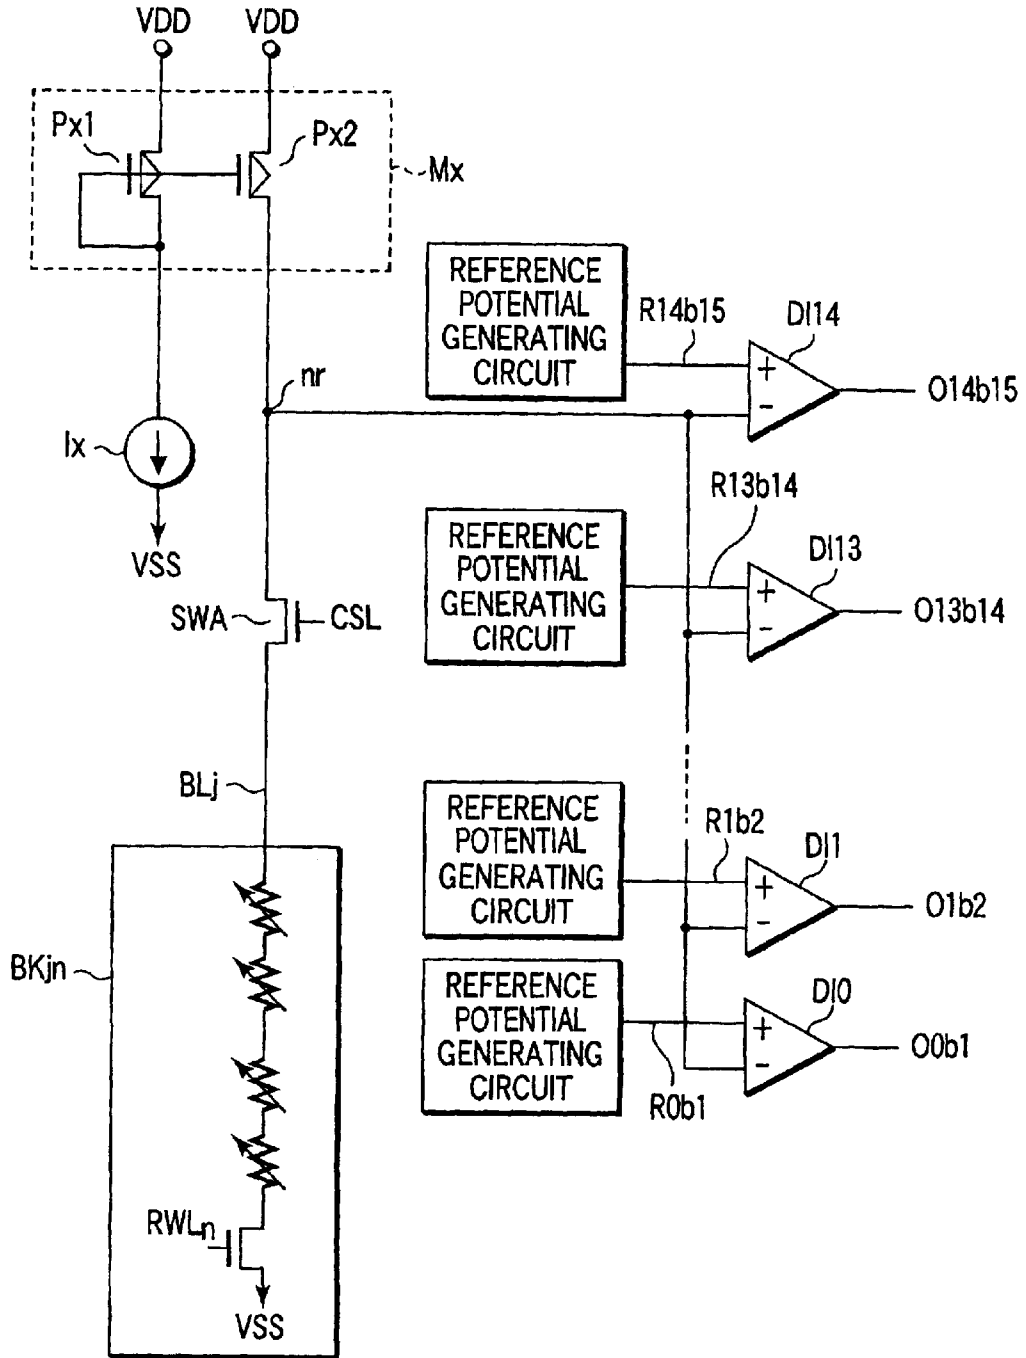 VDD VDD
Px1
Px2
Mx
REFERENCE
POTENTIAL
GENERATING
CIRCUIT
R14b15
DI14
+
-
O14b15
nr
Ix
VSS
REFERENCE
POTENTIAL
GENERATING
CIRCUIT
R13b14
DI13
+
-
O13b14
SWA
CSL
BLj
REFERENCE
POTENTIAL
GENERATING
CIRCUIT
R1b2
DI1
+
-
O1b2
BKjn
REFERENCE
POTENTIAL
GENERATING
CIRCUIT
R0b1
DI0
+
-
O0b1
RWLn
VSS